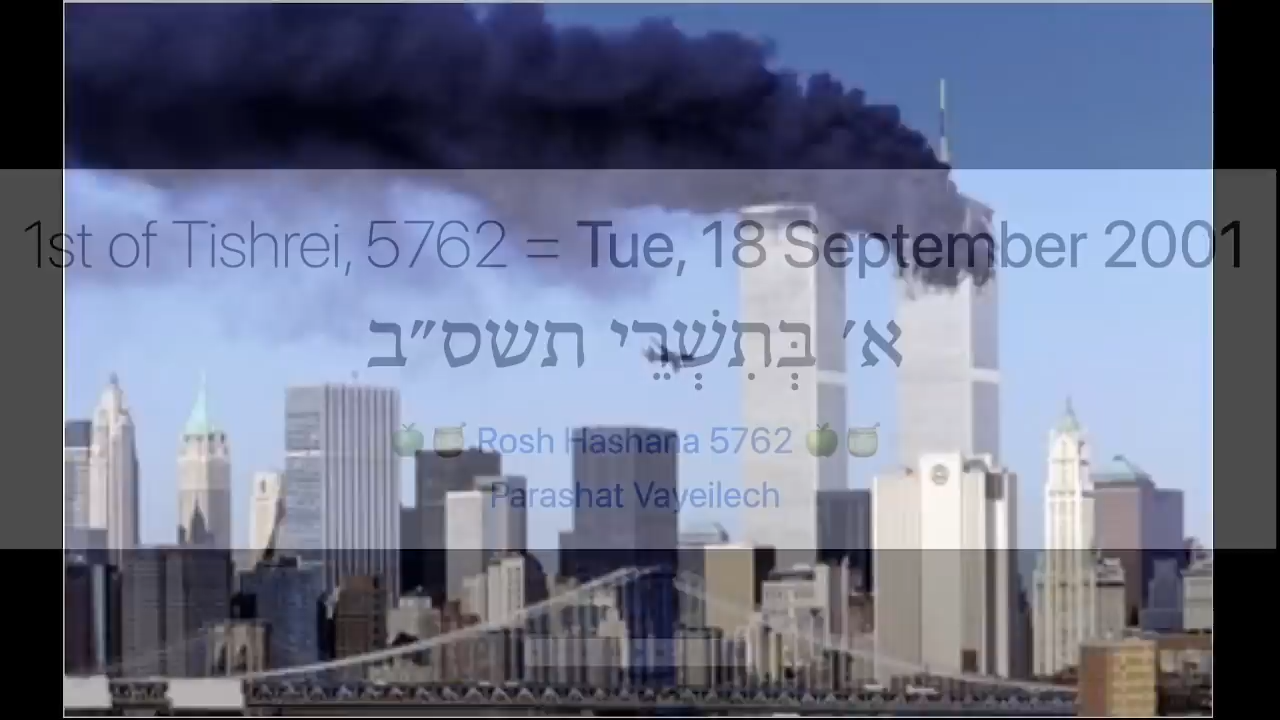 1st of Tishrei, 5762 = Tue, 18 September 2001
א׳ בְּתִשְׁרֵי תשס״ב
🍏🍯 Rosh Hashana 5762 🍏🍯
Parashat Vayeilech